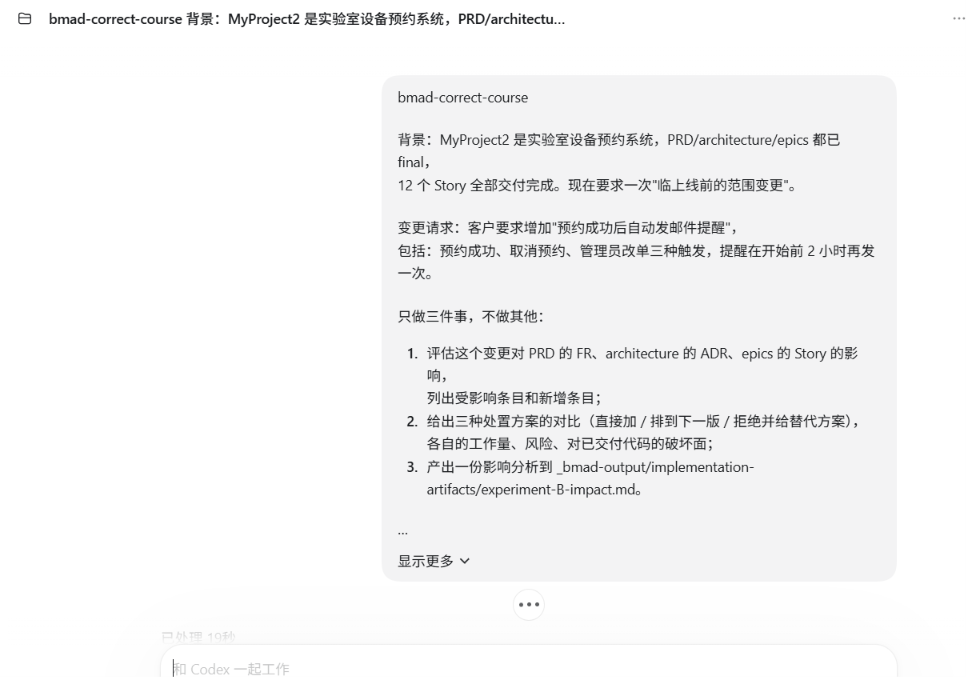 bmad-correct-course 背景：MyProject2 是实验室设备预约系统，PRD/architectu...
bmad-correct-course
背景：MyProject2 是实验室设备预约系统，PRD/architecture/epics 都已
final，
12 个 Story 全部交付完成。现在要求一次"临上线前的范围变更"。
变更请求：客户要求增加"预约成功后自动发邮件提醒"，
包括：预约成功、取消预约、管理员改单三种触发，提醒在开始前 2 小时再发
一次。
只做三件事，不做其他：
1. 评估这个变更对 PRD 的 FR、architecture 的 ADR、epics 的 Story 的影
响，
列出受影响条目和新增条目；
2. 给出三种处置方案的对比（直接加 / 排到下一版 / 拒绝并给替代方案），
各自的工作量、风险、对已交付代码的破坏面；
3. 产出一份影响分析到 _bmad-output/implementation-
artifacts/experiment-B-impact.md。
...
显示更多
已处理 19秒
和 Codex 一起工作